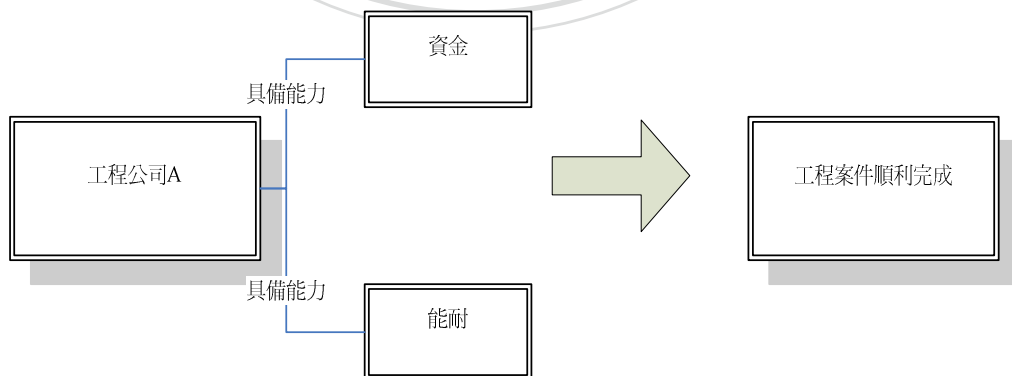 資金
具備能力
工程公司A
工程案件順利完成
具備能力
能耐